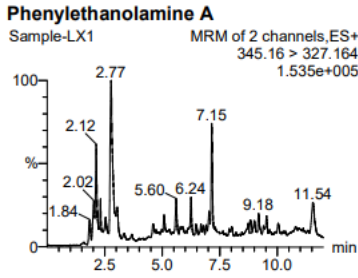 Phenylethanolamine A
Sample-LX1
MRM of 2 channels,ES+
345.16 > 327.164
1.535e+005
100
2.77
7.15
2.12
%
2.02
5.60
6.24
11.54
1.84
9.18
0
2.5
5.0
7.5
10.0
min